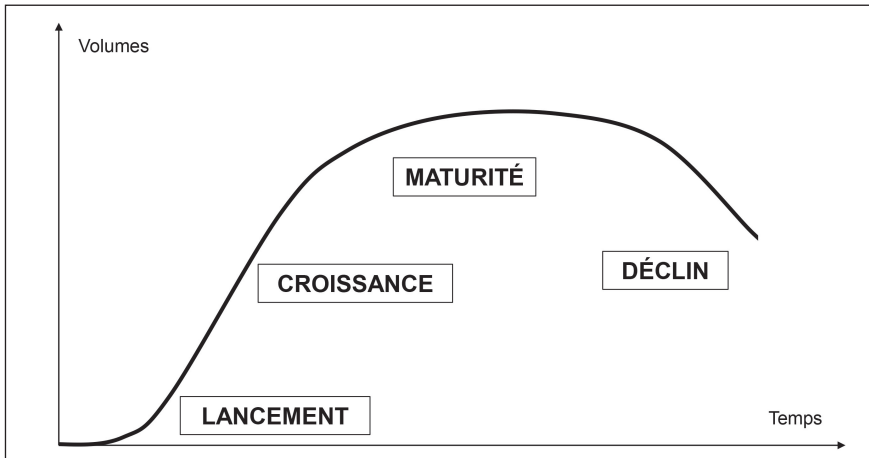 Volumes
MATURITÉ
DÉCLIN
CROISSANCE
LANCEMENT
Temps